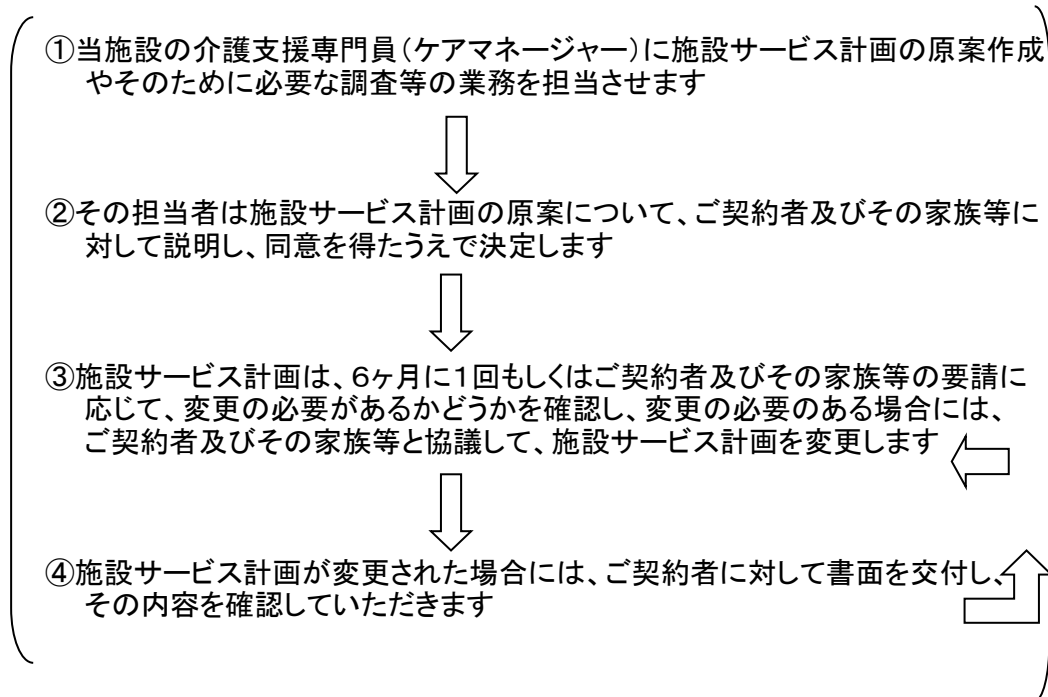 ①当施設の介護支援専門員(ケアマネージャー)に施設サービス計画の原案作成
やそのために必要な調査等の業務を担当させます
②その担当者は施設サービス計画の原案について、ご契約者及びその家族等に
対して説明し、同意を得たうえで決定します
③施設サービス計画は、6ヶ月に1回もしくはご契約者及びその家族等の要請に
応じて、変更の必要があるかどうかを確認し、変更の必要のある場合には、
ご契約者及びその家族等と協議して、施設サービス計画を変更します
④施設サービス計画が変更された場合には、ご契約者に対して書面を交付し、
その内容を確認していただきます